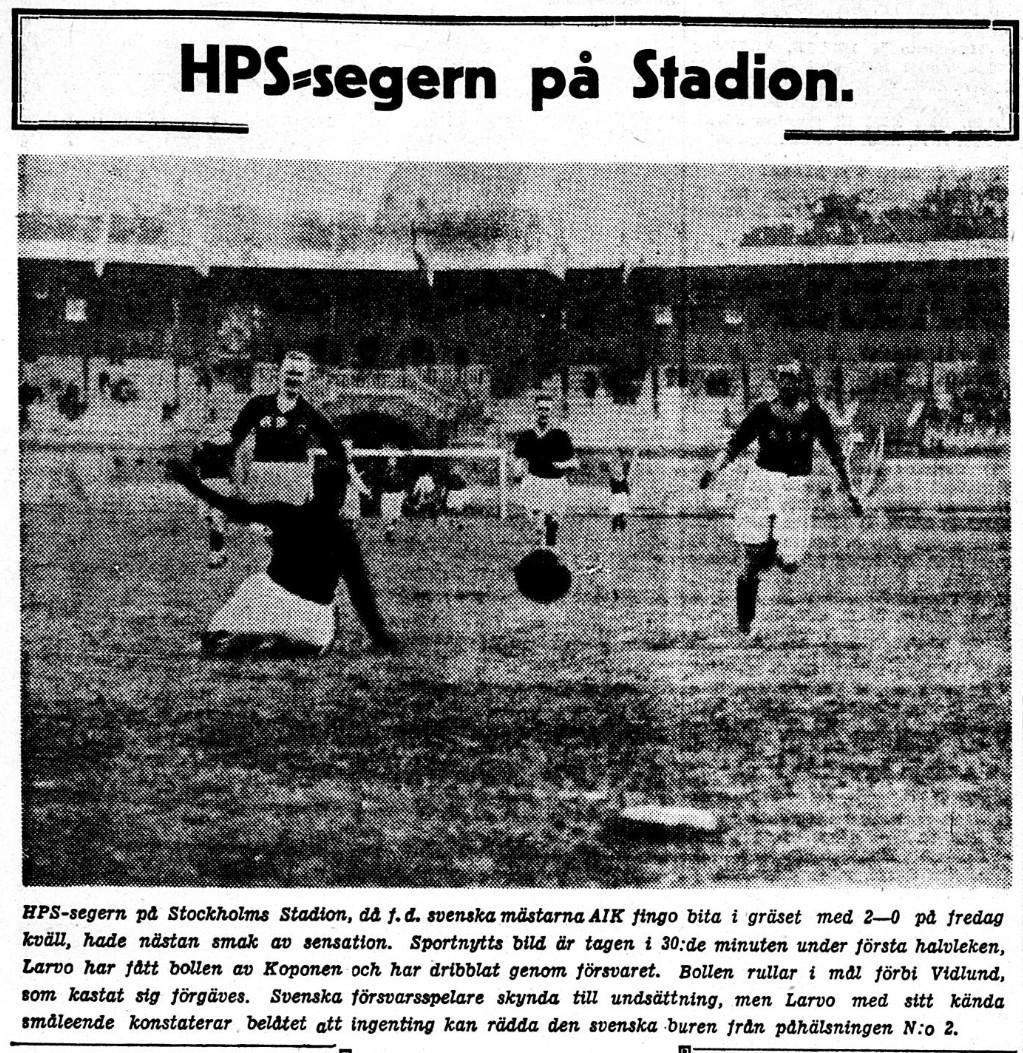 HPS-segern på Stadion.
HPS-segern på Stockholms Stadion, då f. d. svenska mästarna AIK fingo bita i gräset med 2—0 på fredag
kväll, hade nästan smak av sensation. Sportnytts bild är tagen i 30:de minuten under första halvleken,
Larvo har fått bollen av Koponen och har dribblat genom försvaret. Bollen rullar i mål förbi Vidlund,
som kastat sig förgäves. Svenska försvarsspelare skynda till undsättning, men Larvo med sitt kända
småleende konstaterar belåtet att ingenting kan rädda den svenska buren från påhälsningen N:o 2.